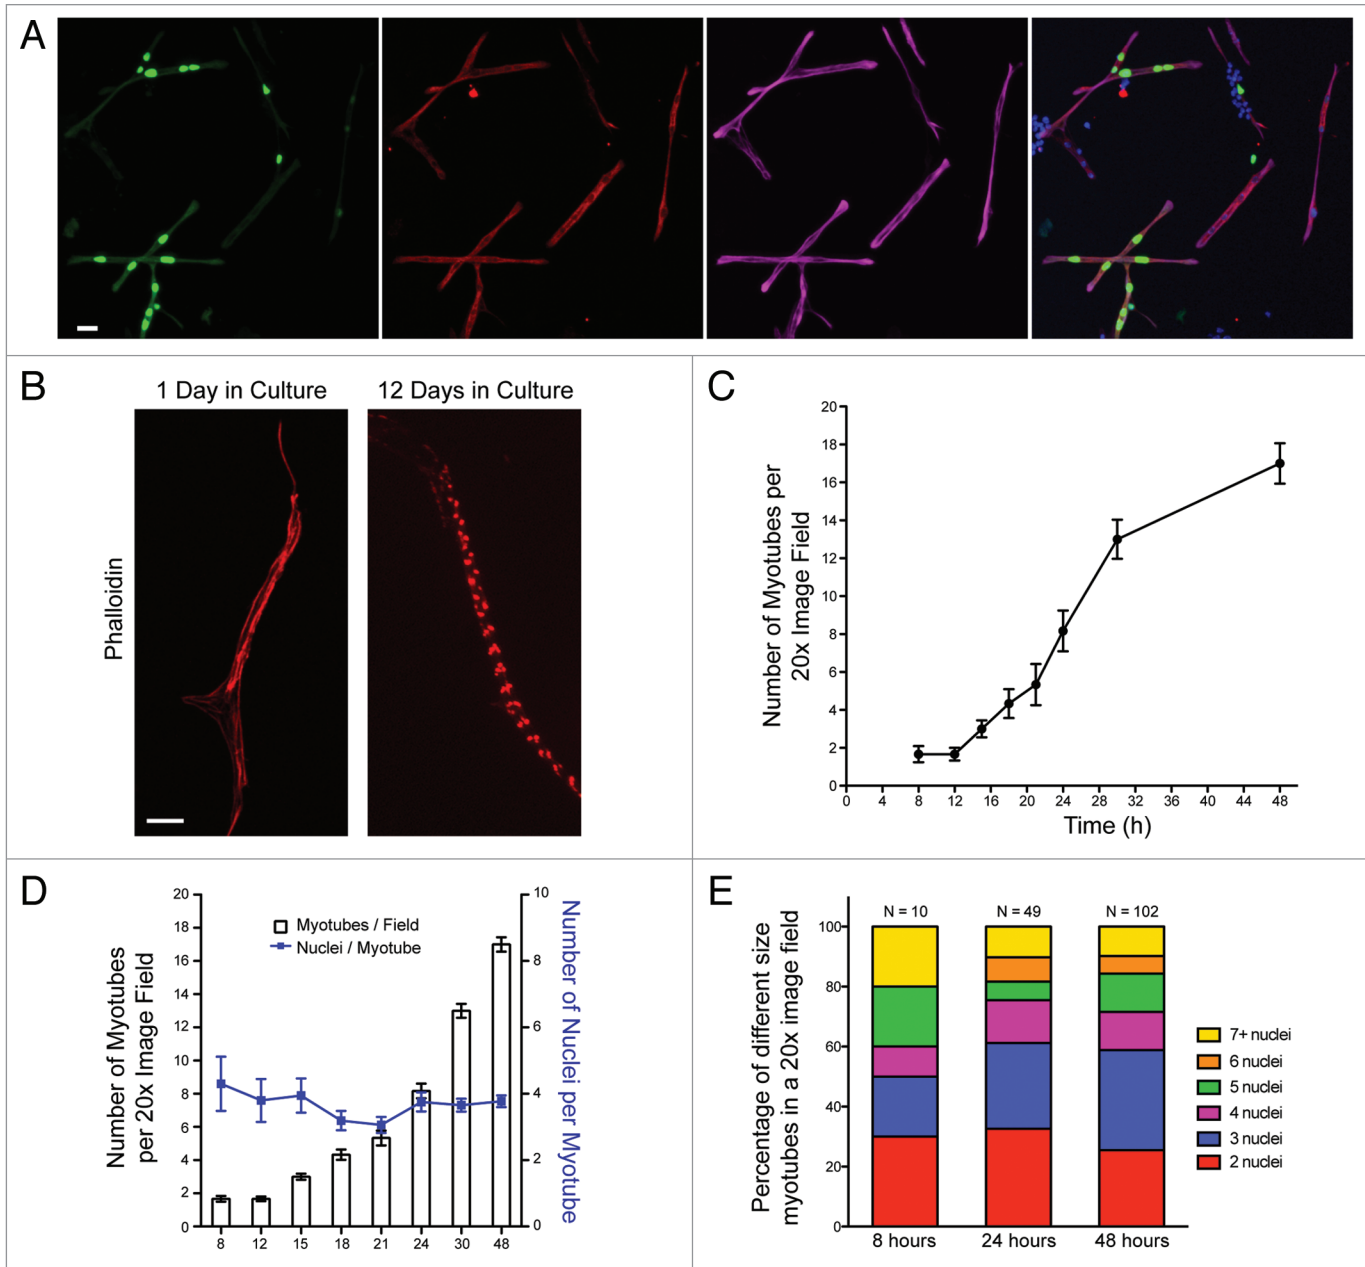 A
B
1 Day in Culture
12 Days in Culture
Phalloidin
C
Number of Myotubes per
20x Image Field
20
18
16
14
12
10
8
6
4
2
0
0 4 8 12 16 20 24 28 32 36 40 44 48
Time (h)
D
Number of Myotubes
per 20x Image Field
20
18
16
14
12
10
8
6
4
2
0
Myotubes / Field
Nuclei / Myotube
10
8
6
4
2
0
Number of Nuclei per Myotube
8 12 15 18 21 24 30 48
E
Percentage of different size
myotubes in a 20x image field
100
80
60
40
20
0
N = 10 N = 49 N = 102
8 hours 24 hours 48 hours
7+ nuclei
6 nuclei
5 nuclei
4 nuclei
3 nuclei
2 nuclei